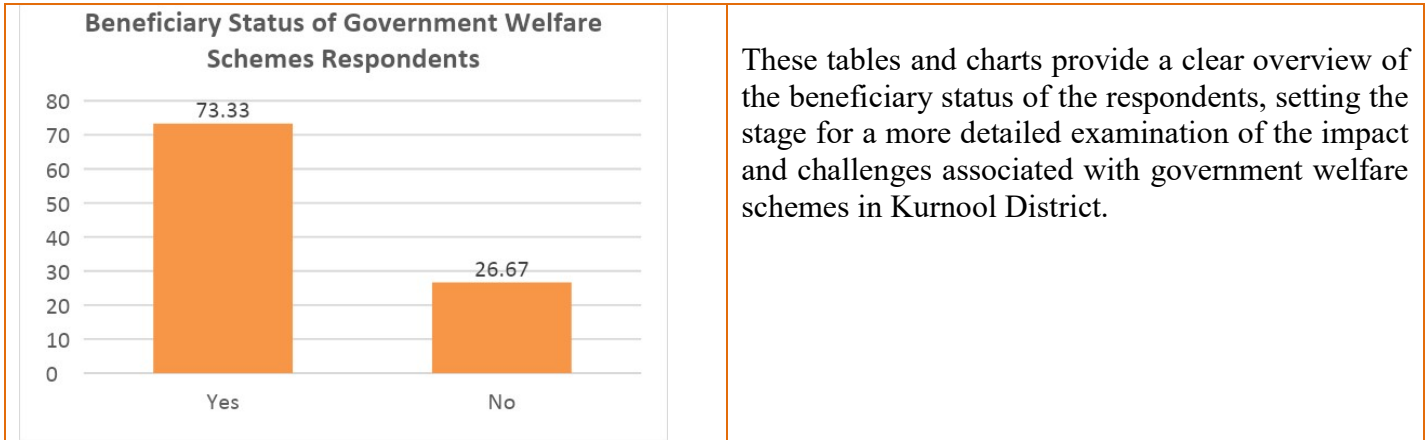 Beneficiary Status of Government Welfare
Schemes Respondents
80
70
60
50
40
30
20
10
0
73.33
26.67
Yes
No
These tables and charts provide a clear overview of
the beneficiary status of the respondents, setting the
stage for a more detailed examination of the impact
and challenges associated with government welfare
schemes in Kurnool District.